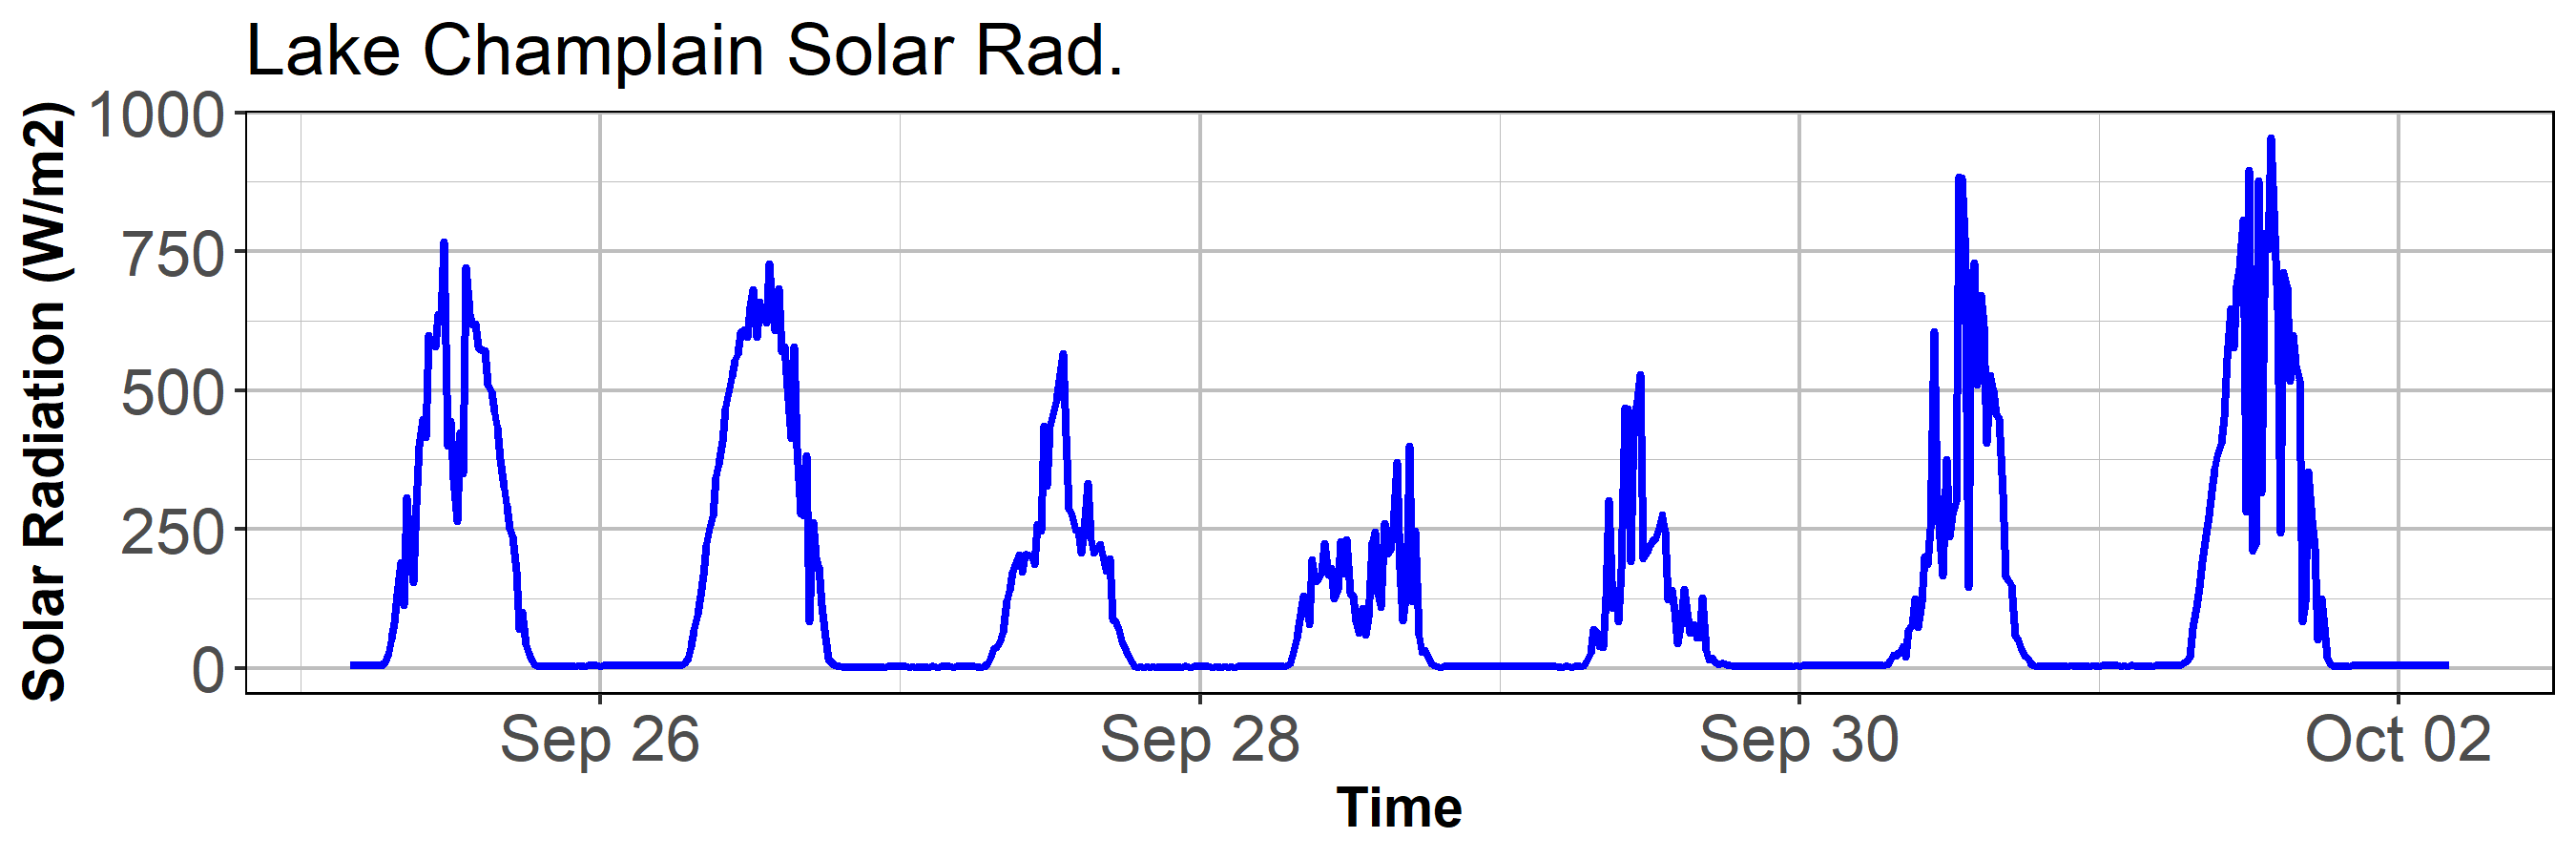 Lake Champlain Solar Rad.
Solar Radiation (W/m2)
1000
750
500
250
0
Sep 26 Sep 28 Sep 30 Oct 02
Time